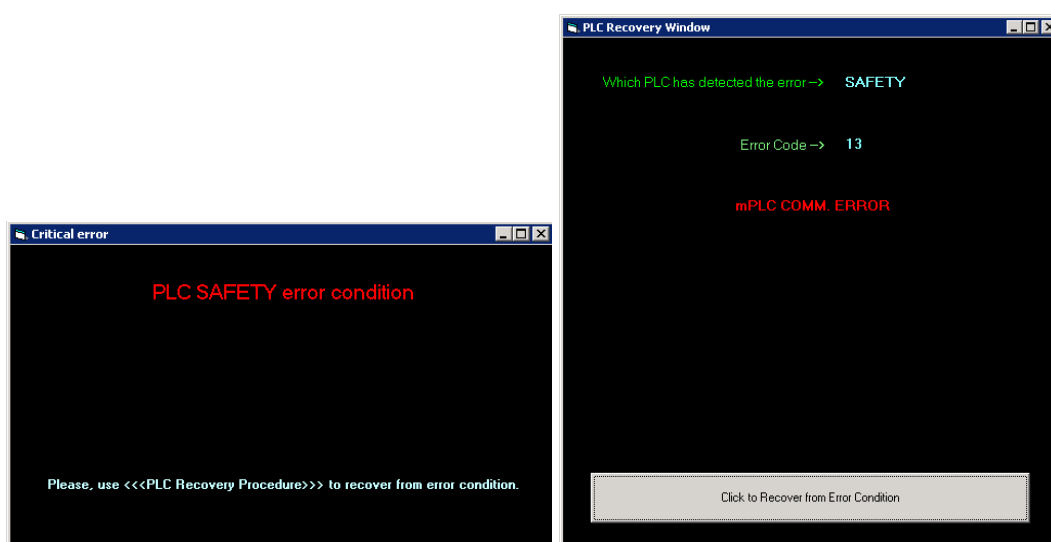 Critical error
PLC SAFETY error condition
Please, use <<<PLC Recovery Procedure>>> to recover from error condition.
PLC Recovery Window
Which PLC has detected the error --> SAFETY
Error Code --> 13
mPLC COMM. ERROR
Click to Recover from Error Condition